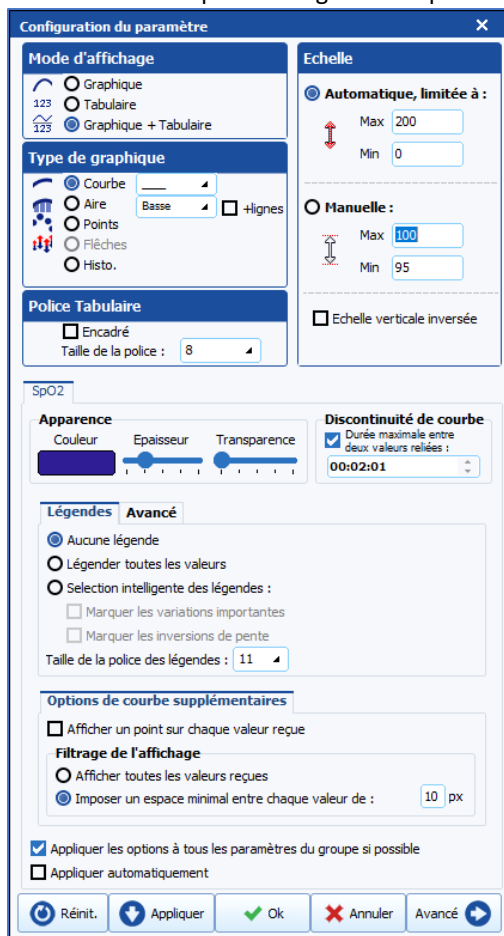 Configuration du paramètre
Mode d'affichage
Graphique
123 Tabulaire
123 Graphique + Tabulaire
Type de graphique
Courbe
Aire Basse +lignes
Points
Flêches
Histo.
Police Tabulaire
Encadré
Taille de la police : 8
Echelle
Automatique, limitée à :
Max 200
Min 0
Manuelle :
Max 100
Min 95
Echelle verticale inversée
SpO2
Apparence
Couleur Epaisseur Transparence
Discontinuité de courbe
Durée maximale entre
deux valeurs reliées :
00:02:01
Légendes Avancé
Aucune légende
Légender toutes les valeurs
Selection intelligente des légendes :
Marquer les variations importantes
Marquer les inversions de pente
Taille de la police des légendes : 11
Options de courbe supplémentaires
Afficher un point sur chaque valeur reçue
Filtrage de l'affichage
Afficher toutes les valeurs reçues
Imposer un espace minimal entre chaque valeur de : 10 px
Appliquer les options à tous les paramètres du groupe si possible
Appliquer automatiquement
Réinit. Appliquer Ok Annuler Avancé